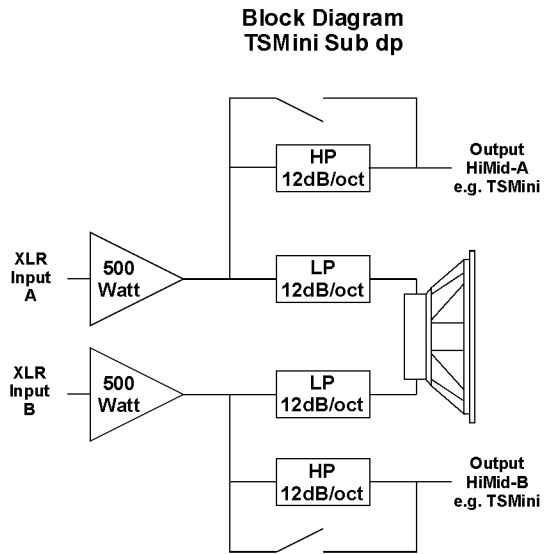 Block Diagram
TSMini Sub dp
HP
12dB/oct
Output
HiMid-A
e.g. TSMini
XLR
Input
A
500
Watt
LP
12dB/oct
XLR
Input
B
500
Watt
LP
12dB/oct
HP
12dB/oct
Output
HiMid-B
e.g. TSMini